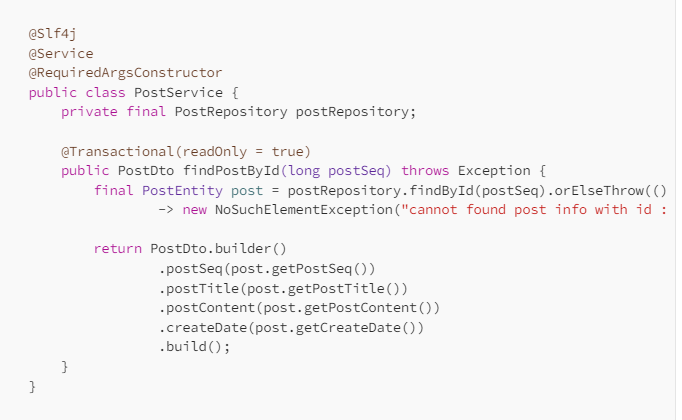 @Slf4j
@Service
@RequiredArgsConstructor
public class PostService {
    private final PostRepository postRepository;

    @Transactional(readOnly = true)
    public PostDto findPostById(long postSeq) throws Exception {
        final PostEntity post = postRepository.findById(postSeq).orElseThrow(()
                -> new NoSuchElementException("cannot found post info with id :

        return PostDto.builder()
                .postSeq(post.getPostSeq())
                .postTitle(post.getPostTitle())
                .postContent(post.getPostContent())
                .createDate(post.getCreateDate())
                .build();
    }
}